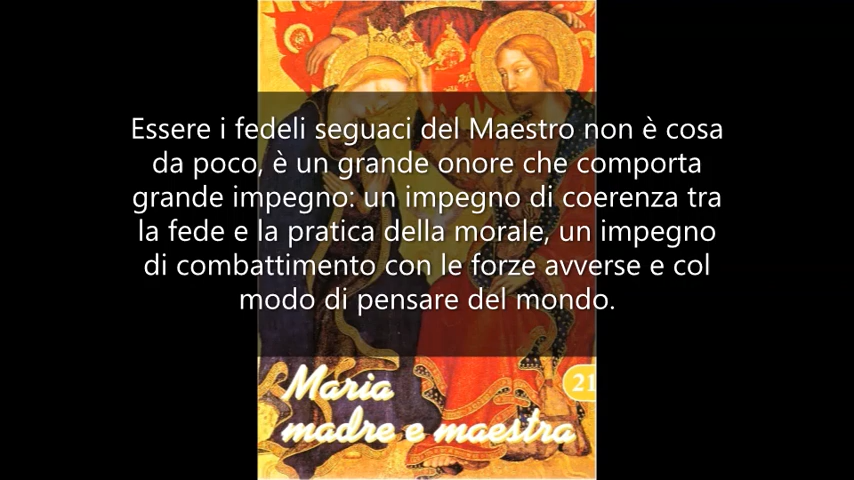 Essere i fedeli seguaci del Maestro non è cosa
da poco, è un grande onore che comporta
grande impegno: un impegno di coerenza tra
la fede e la pratica della morale, un impegno
di combattimento con le forze avverse e col
modo di pensare del mondo.
Maria
21
madre e maestra